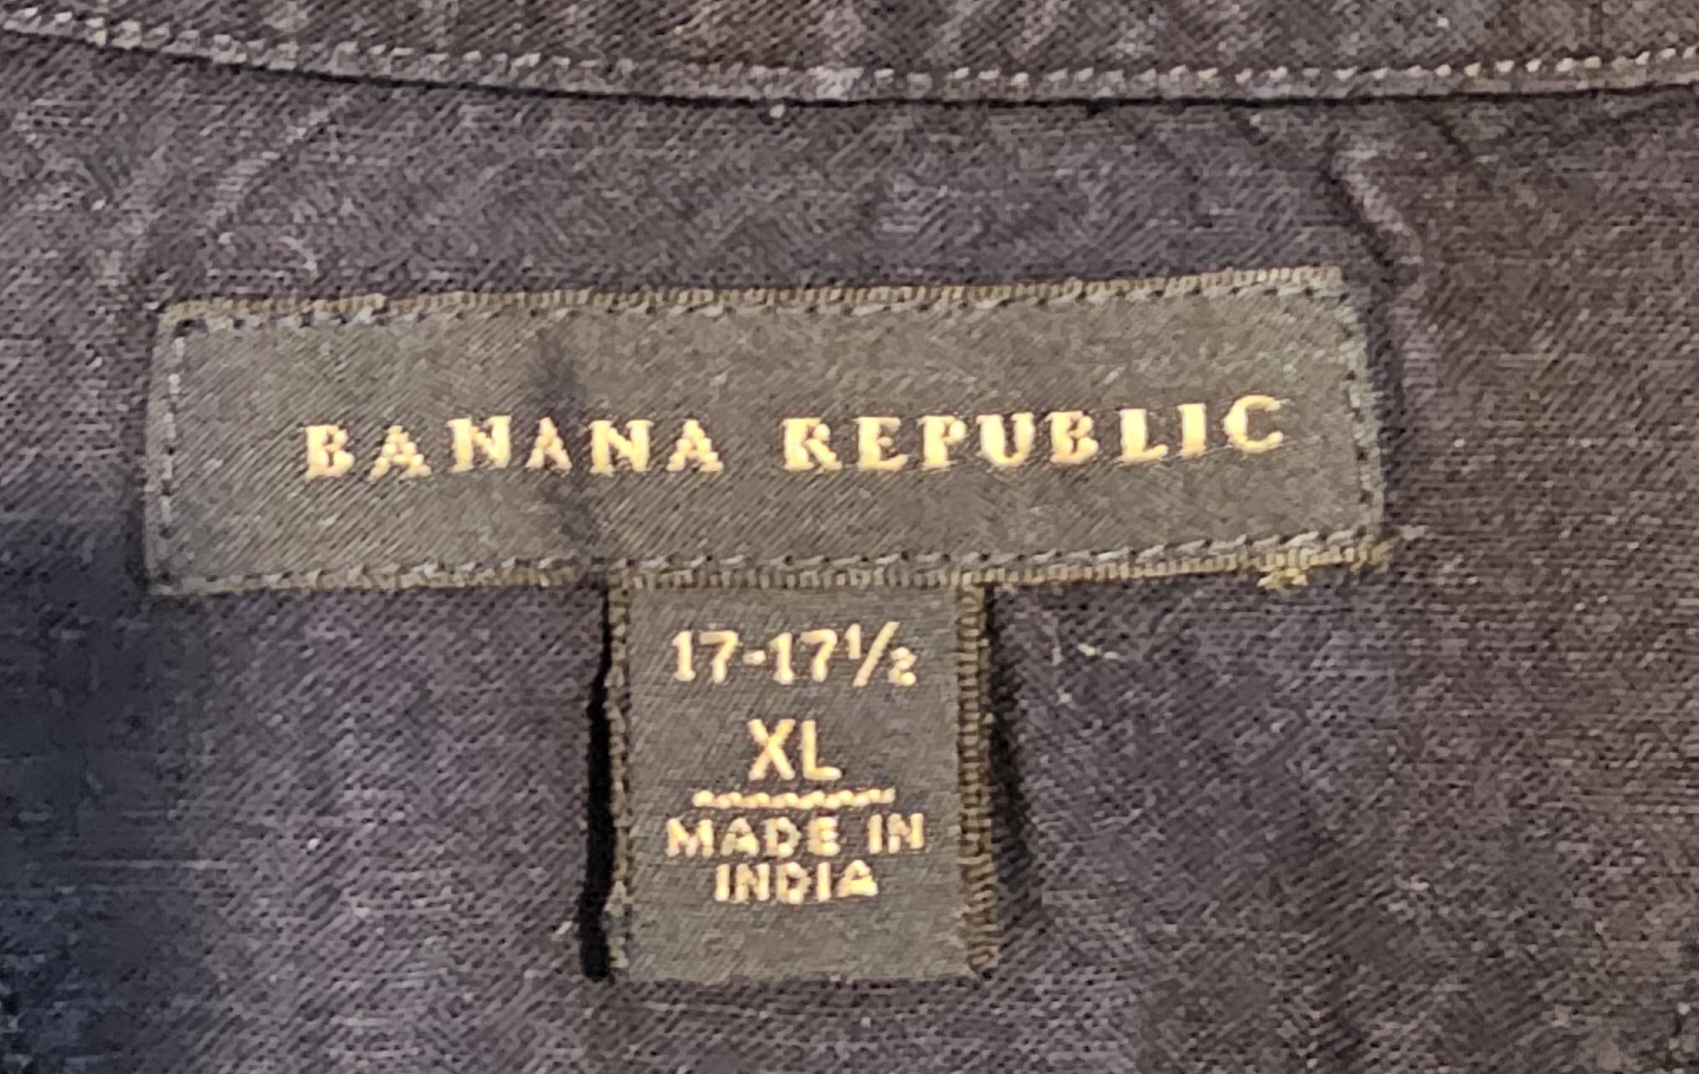 BANANA REPUBLIC
17-17½
XL
MADE IN
INDIA